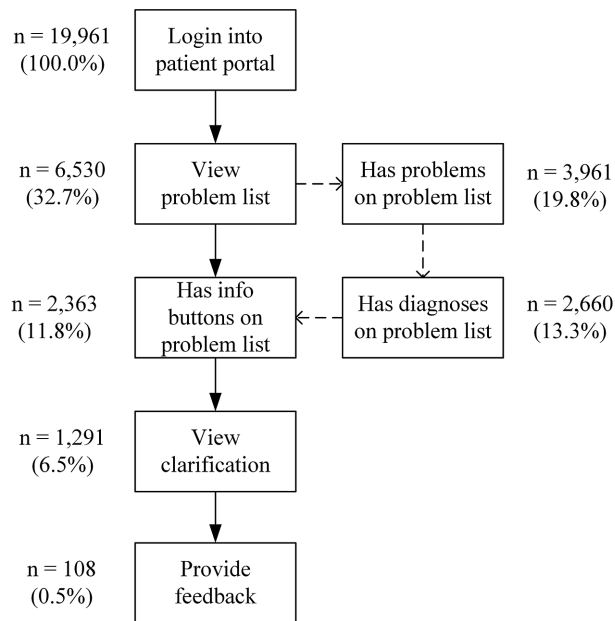 n = 19,961
(100.0%)
Login into
patient portal
n = 6,530
(32.7%)
View
problem list
Has problems
on problem list
n = 3,961
(19.8%)
n = 2,363
(11.8%)
Has info
buttons on
problem list
Has diagnoses
on problem list
n = 2,660
(13.3%)
n = 1,291
(6.5%)
View
clarification
n = 108
(0.5%)
Provide
feedback